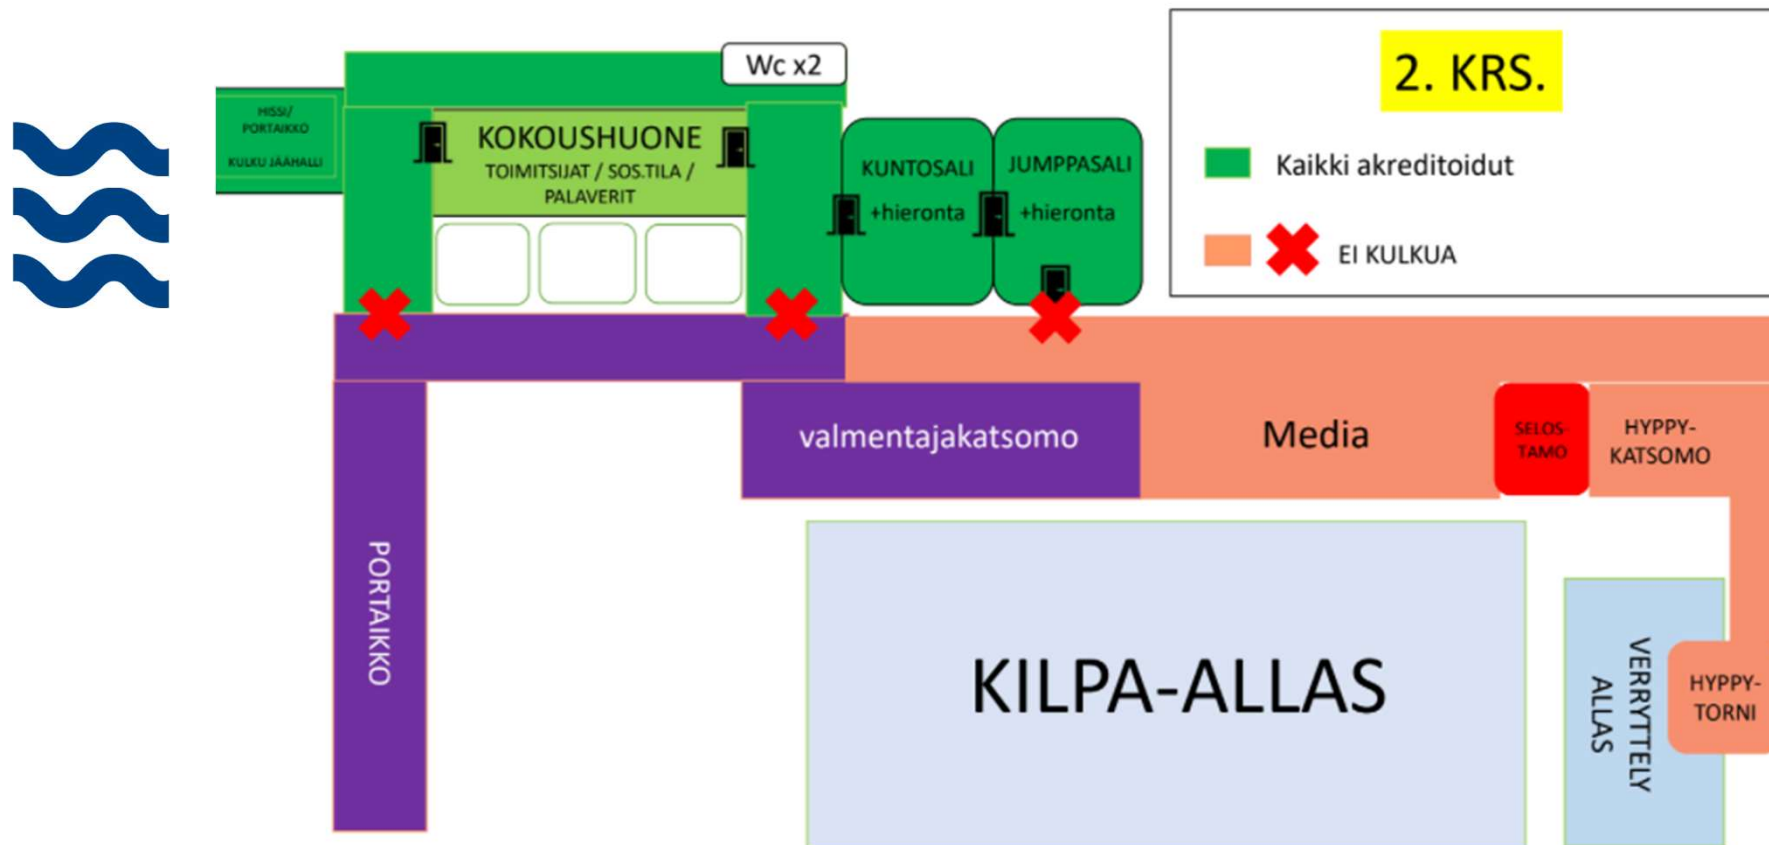 Wc x2
2. KRS.
HISSI/
PORTAIKKO
KULKU JÄÄHALLI
KOKOUSHUONE
TOIMITSIJAT / SOS.TILA /
PALAVERIT
KUNTOSALI
+hieronta
JUMPPASALI
+hieronta
Kaikki akreditoidut
EI KULKUA
valmentajakatsomo
Media
SELOS-
TAMO
HYPPY-
KATSOMO
PORTAIKKO
KILPA-ALLAS
VERRYTTELY
ALLAS
HYPPY-
TORNI